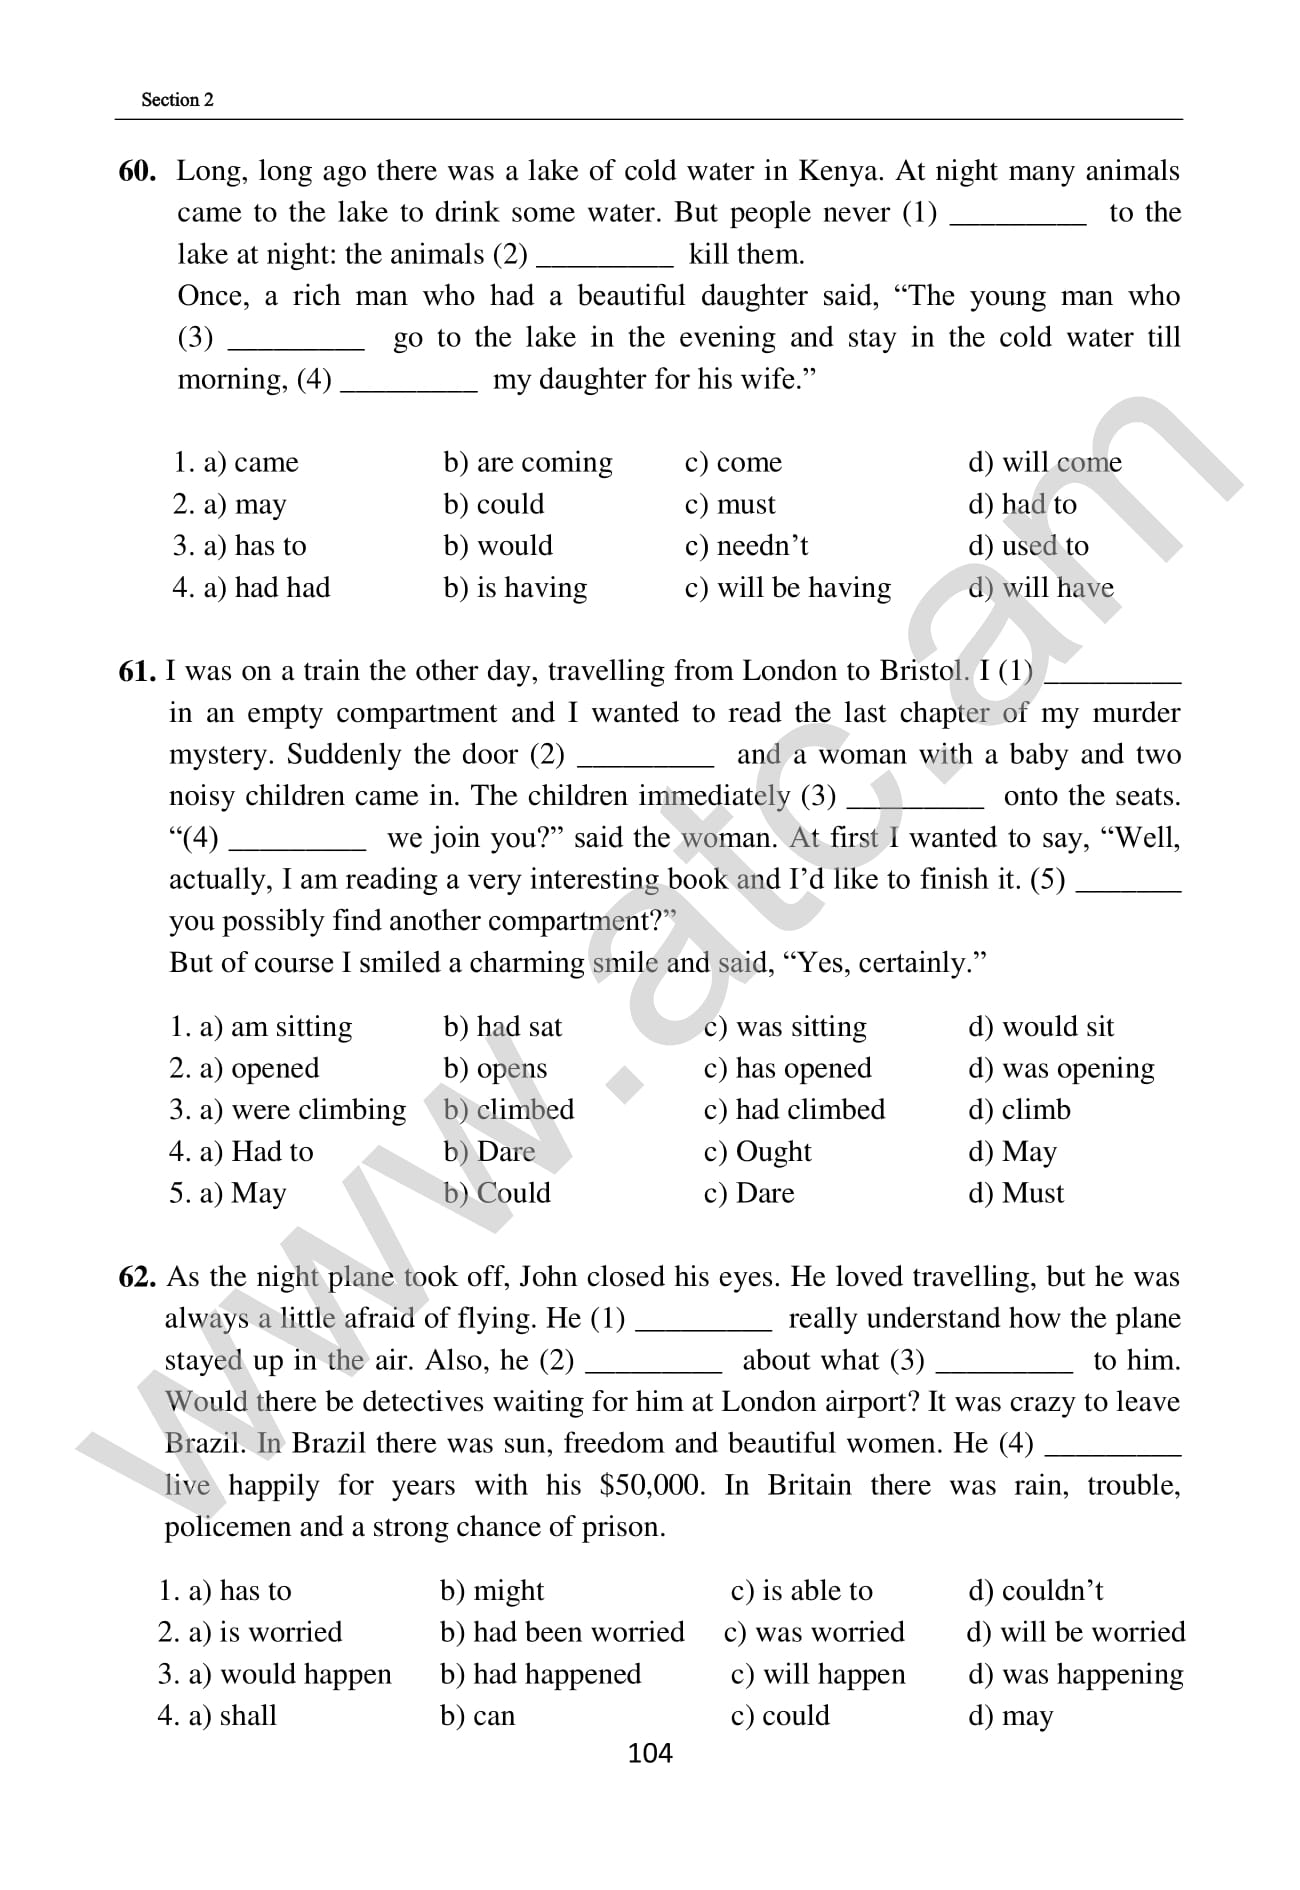 Section 2
60. Long, long ago there was a lake of cold water in Kenya. At night many animals
came to the lake to drink some water. But people never (1) _________ to the
lake at night: the animals (2) _________ kill them.
Once, a rich man who had a beautiful daughter said, “The young man who
(3) _________ go to the lake in the evening and stay in the cold water till
morning, (4) _________ my daughter for his wife.”
1. a) came b) are coming c) come d) will come
2. a) may b) could c) must d) had to
3. a) has to b) would c) needn’t d) used to
4. a) had had b) is having c) will be having d) will have
61. I was on a train the other day, travelling from London to Bristol. I (1) _________
in an empty compartment and I wanted to read the last chapter of my murder
mystery. Suddenly the door (2) _________ and a woman with a baby and two
noisy children came in. The children immediately (3) _________ onto the seats.
“(4) _________ we join you?” said the woman. At first I wanted to say, “Well,
actually, I am reading a very interesting book and I’d like to finish it. (5) _______
you possibly find another compartment?”
But of course I smiled a charming smile and said, “Yes, certainly.”
1. a) am sitting b) had sat c) was sitting d) would sit
2. a) opened b) opens c) has opened d) was opening
3. a) were climbing b) climbed c) had climbed d) climb
4. a) Had to b) Dare c) Ought d) May
5. a) May b) Could c) Dare d) Must
62. As the night plane took off, John closed his eyes. He loved travelling, but he was
always a little afraid of flying. He (1) _________ really understand how the plane
stayed up in the air. Also, he (2) _________ about what (3) _________ to him.
Would there be detectives waiting for him at London airport? It was crazy to leave
Brazil. In Brazil there was sun, freedom and beautiful women. He (4) _________
live happily for years with his $50,000. In Britain there was rain, trouble,
policemen and a strong chance of prison.
1. a) has to b) might c) is able to d) couldn’t
2. a) is worried b) had been worried c) was worried d) will be worried
3. a) would happen b) had happened c) will happen d) was happening
4. a) shall b) can c) could d) may
104
www.atc.am